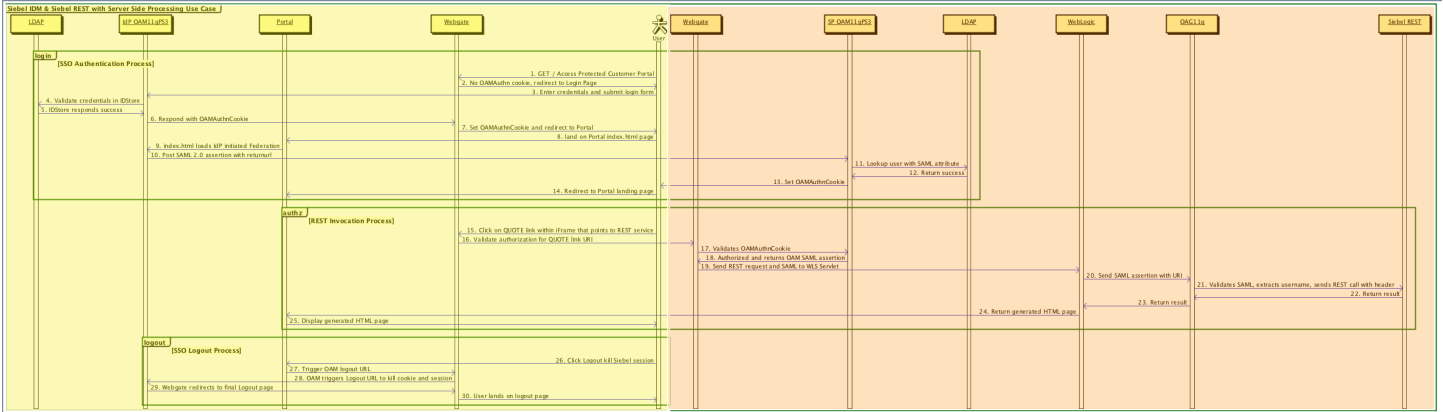 Siebel IDM & Siebel REST with Server Side Processing Use Case
LDAP
IdP OAM11gPS3
Portal
Webgate
User
Webgate
SP OAM11gPS3
LDAP
WebLogic
OAG11g
Siebel REST
login
[SSO Authentication Process]
1. GET / Access Protected Customer Portal
2. No OAMAuthn cookie, redirect to Login Page
3. Enter credentials and submit login form
4. Validate credentials in IDStore
5. IDStore responds success
6. Respond with OAMAuthnCookie
7. Set OAMAuthnCookie and redirect to Portal
8. land on Portal index.html page
9. index.html loads IdP initiated Federation
10. Post SAML 2.0 assertion with returnurl
11. Lookup user with SAML attribute
12. Return success
13. Set OAMAuthnCookie
14. Redirect to Portal landing page
authz
[REST Invocation Process]
15. Click on QUOTE link within iFrame that points to REST service
16. Validate authorization for QUOTE link URI
17. Validates OAMAuthnCookie
18. Authorized and returns OAM SAML assertion
19. Send REST request and SAML to WLS Servlet
20. Send SAML assertion with URI
21. Validates SAML, extracts username, sends REST call with header
22. Return result
23. Return result
24. Return generated HTML page
25. Display generated HTML page
logout
[SSO Logout Process]
26. Click Logout kill Siebel session
27. Trigger OAM logout URL
28. OAM triggers Logout URL to kill cookie and session
29. Webgate redirects to final Logout page
30. User lands on logout page